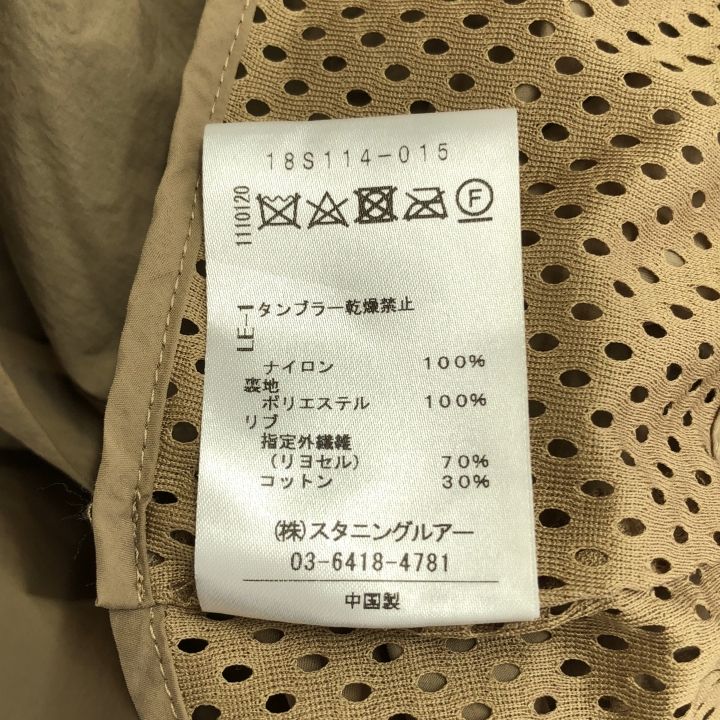 18S114-015
1110120
F
LE-1
タンブラー乾燥禁止
ナイロン 100%
裏地
ポリエステル 100%
リブ
指定外繊維
(リヨセル) 70%
コットン 30%
(株)スタニングルアー
03-6418-4781
中国製